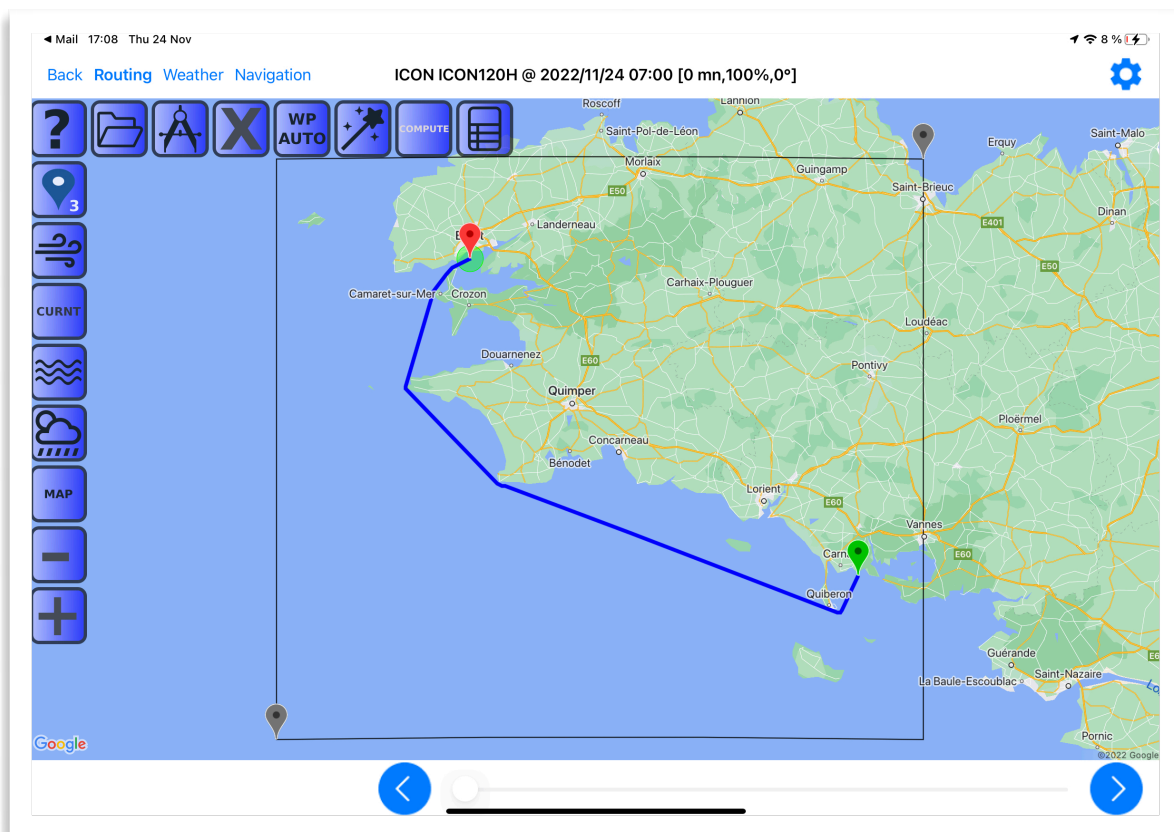 Mail 17:08 Thu 24 Nov
8 %
Back Routing Weather Navigation
ICON ICON120H @ 2022/11/24 07:00 [0 mn,100%,0°]
?
X
WP
AUTO
COMPUTE
3
CURNT
MAP
Roscoff
Lannion
Saint-Pol-de-Léon
Morlaix
Guingamp
Erquy
Saint-Malo
E50
Saint-Brieuc
Landerneau
E401
Dinan
E50
Carhaix-Plouguer
Camaret-sur-Mer
Crozon
Loudéac
Douarnenez
E60
Pontivy
Quimper
Ploërmel
Concarneau
Bénodet
Lorient
E60
Vannes
E60
Quiberon
Guérande
Saint-Nazaire
La Baule-Escoublac
Pornic
Google
©2022 Google